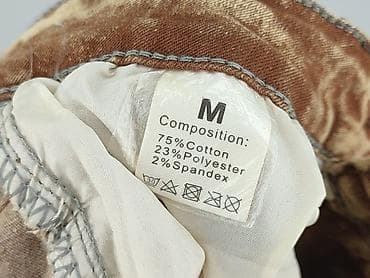 M
Composition:
75%Cotton
23%Polyester
2%Spandex